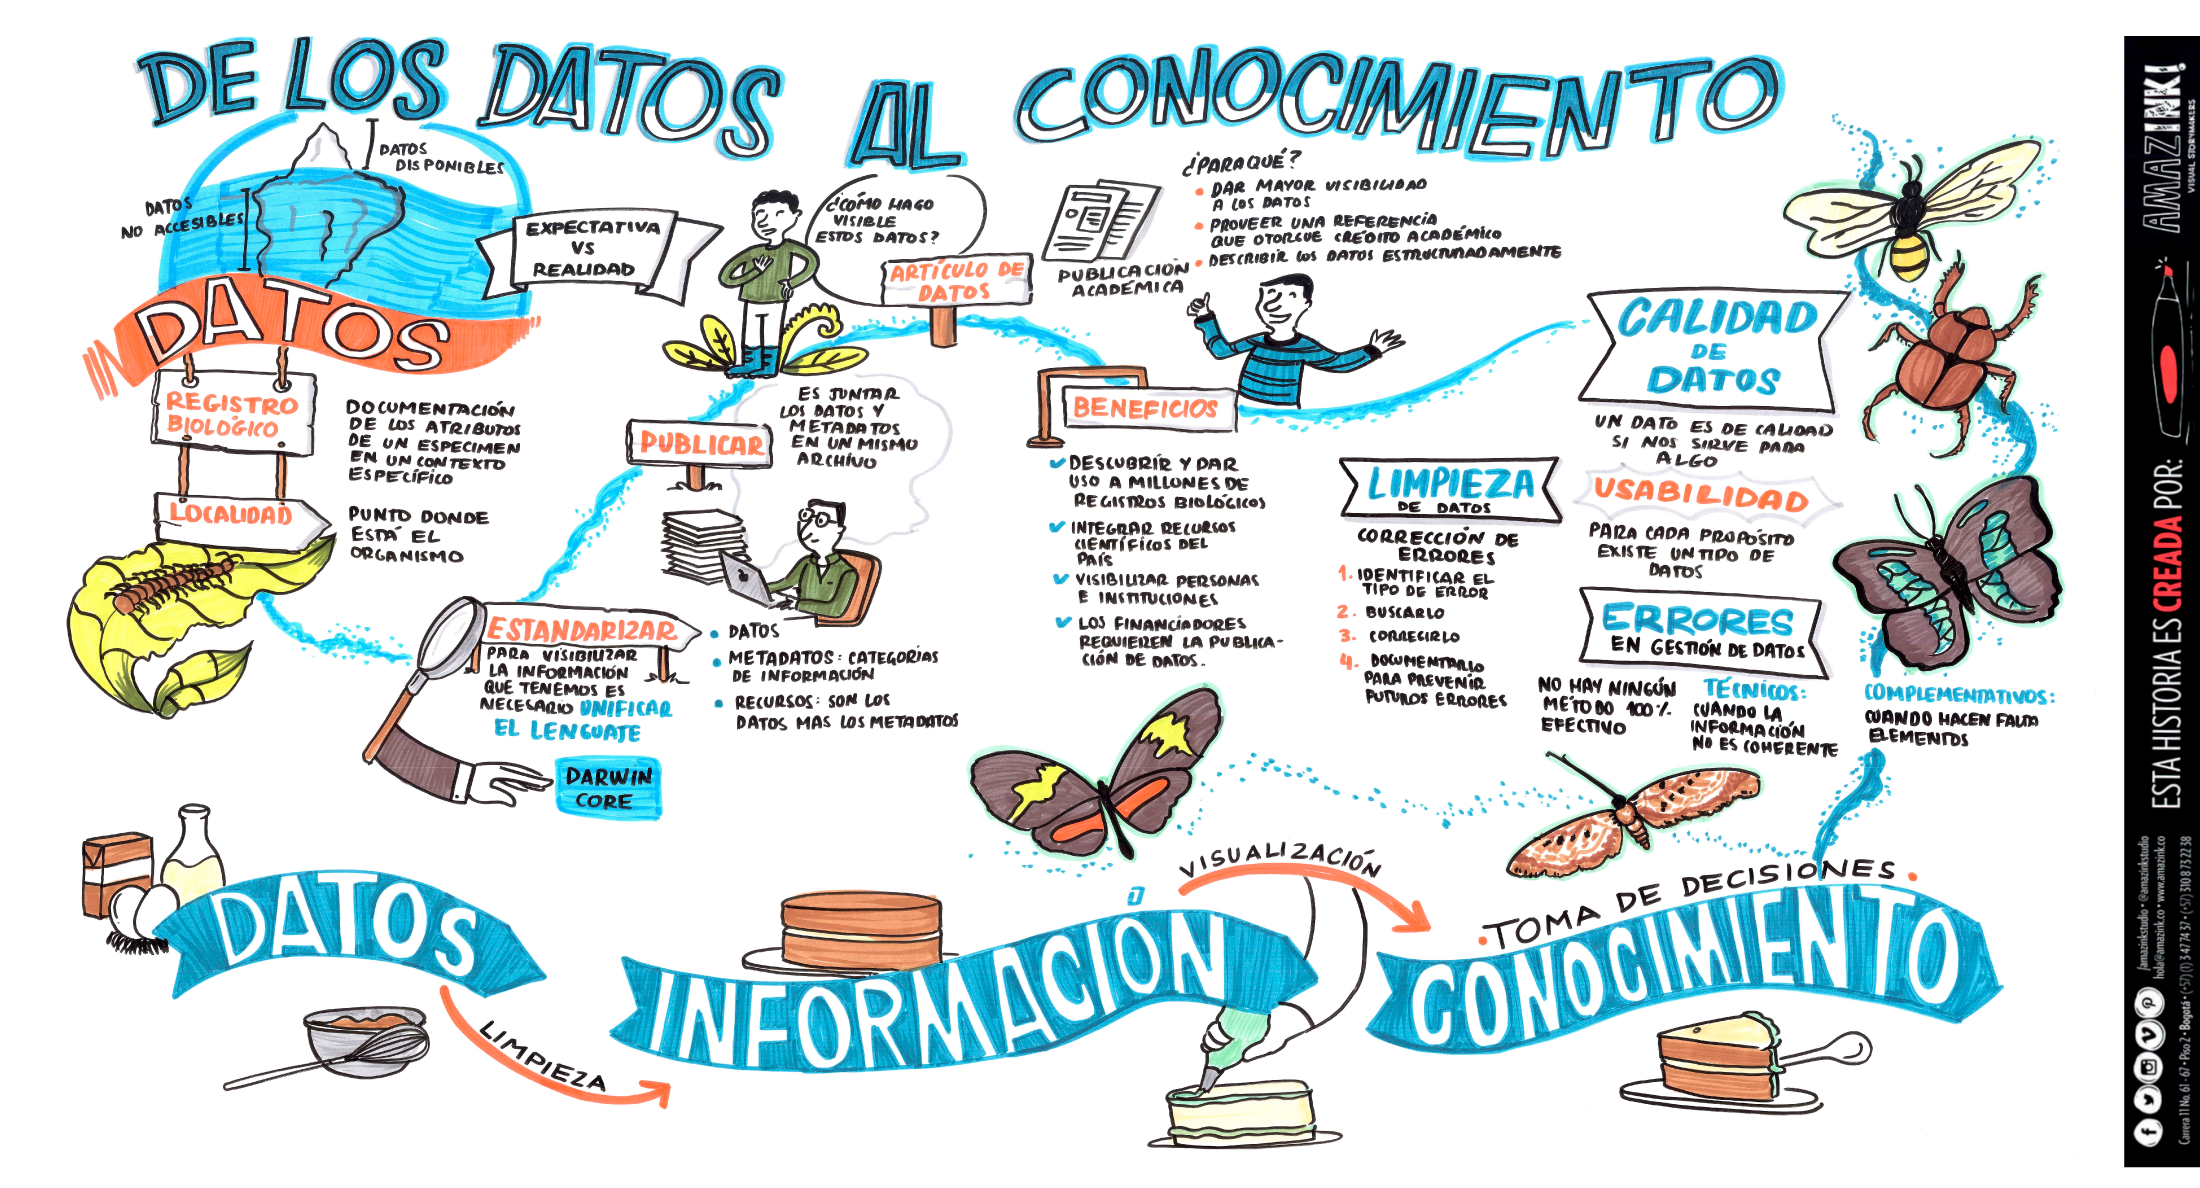 DE LOS DATOS AL CONOCIMIENTO
DATOS
DISPONIBLES
DATOS
NO ACCESIBLES
DATOS
EXPECTATIVA
VS
REALIDAD
¿CÓMO HAGO
VISIBLE
ESTOS DATOS?
ARTÍCULO DE
DATOS
PUBLICACIÓN
ACADÉMICA
¿PARA QUÉ?
• DAR MAYOR VISIBILIDAD
A LOS DATOS
• PROVEER UNA REFERENCIA
QUE OTORGUE CRÉDITO ACADÉMICO
• DESCRIBIR LOS DATOS ESTRUCTURADAMENTE
REGISTRO
BIOLÓGICO
DOCUMENTACIÓN
DE LOS ATRIBUTOS
DE UN ESPECIMEN
EN UN CONTEXTO
ESPECÍFICO
LOCALIDAD
PUNTO DONDE
ESTÁ EL
ORGANISMO
ESTANDARIZAR
PARA VISIBILIZAR
LA INFORMACIÓN
QUE TENEMOS ES
NECESARIO UNIFICAR
EL LENGUAJE
DARWIN
CORE
PUBLICAR
ES JUNTAR
LOS DATOS Y
METADATOS
EN UN MISMO
ARCHIVO
• DATOS
• METADATOS: CATEGORÍAS
DE INFORMACIÓN
• RECURSOS: SON LOS
DATOS MAS LOS METADATOS
BENEFICIOS
✓ DESCUBRIR Y DAR
USO A MILLONES DE
REGISTROS BIOLÓGICOS
✓ INTEGRAR RECURSOS
CIENTÍFICOS DEL
PAÍS
✓ VISIBILIZAR PERSONAS
E INSTITUCIONES
✓ LOS FINANCIADORES
REQUIEREN LA PUBLICA-
CIÓN DE DATOS.
CALIDAD
DE
DATOS
UN DATO ES DE CALIDAD
SI NOS SIRVE PARA
ALGO
LIMPIEZA
DE DATOS
CORRECCIÓN DE
ERRORES
1. IDENTIFICAR EL
TIPO DE ERROR
2. BUSCARLO
3. CORREGIRLO
4. DOCUMENTARLO
PARA PREVENIR
FUTUROS ERRORES
USABILIDAD
PARA CADA PROPÓSITO
EXISTE UN TIPO DE
DATOS
ERRORES
EN GESTIÓN DE DATOS
NO HAY NINGÚN
MÉTODO 100%
EFECTIVO
TÉCNICOS:
CUANDO LA
INFORMACIÓN
NO ES COHERENTE
COMPLEMENTATIVOS:
CUANDO HACEN FALTA
ELEMENTOS
DATOS
LIMPIEZA
INFORMACIÓN
VISUALIZACIÓN
• TOMA DE DECISIONES •
CONOCIMIENTO
ESTA HISTORIA ES CREADA POR:
AMAZINK!
VISUAL STORYMAKERS
/amazinkstudio • @amazinkstudio
hola@amazink.co • www.amazink.co
Carrera 11 No. 61 - 67 • Piso 2 • Bogotá • (+57) (1) 3477437 • (+57) 3108732238